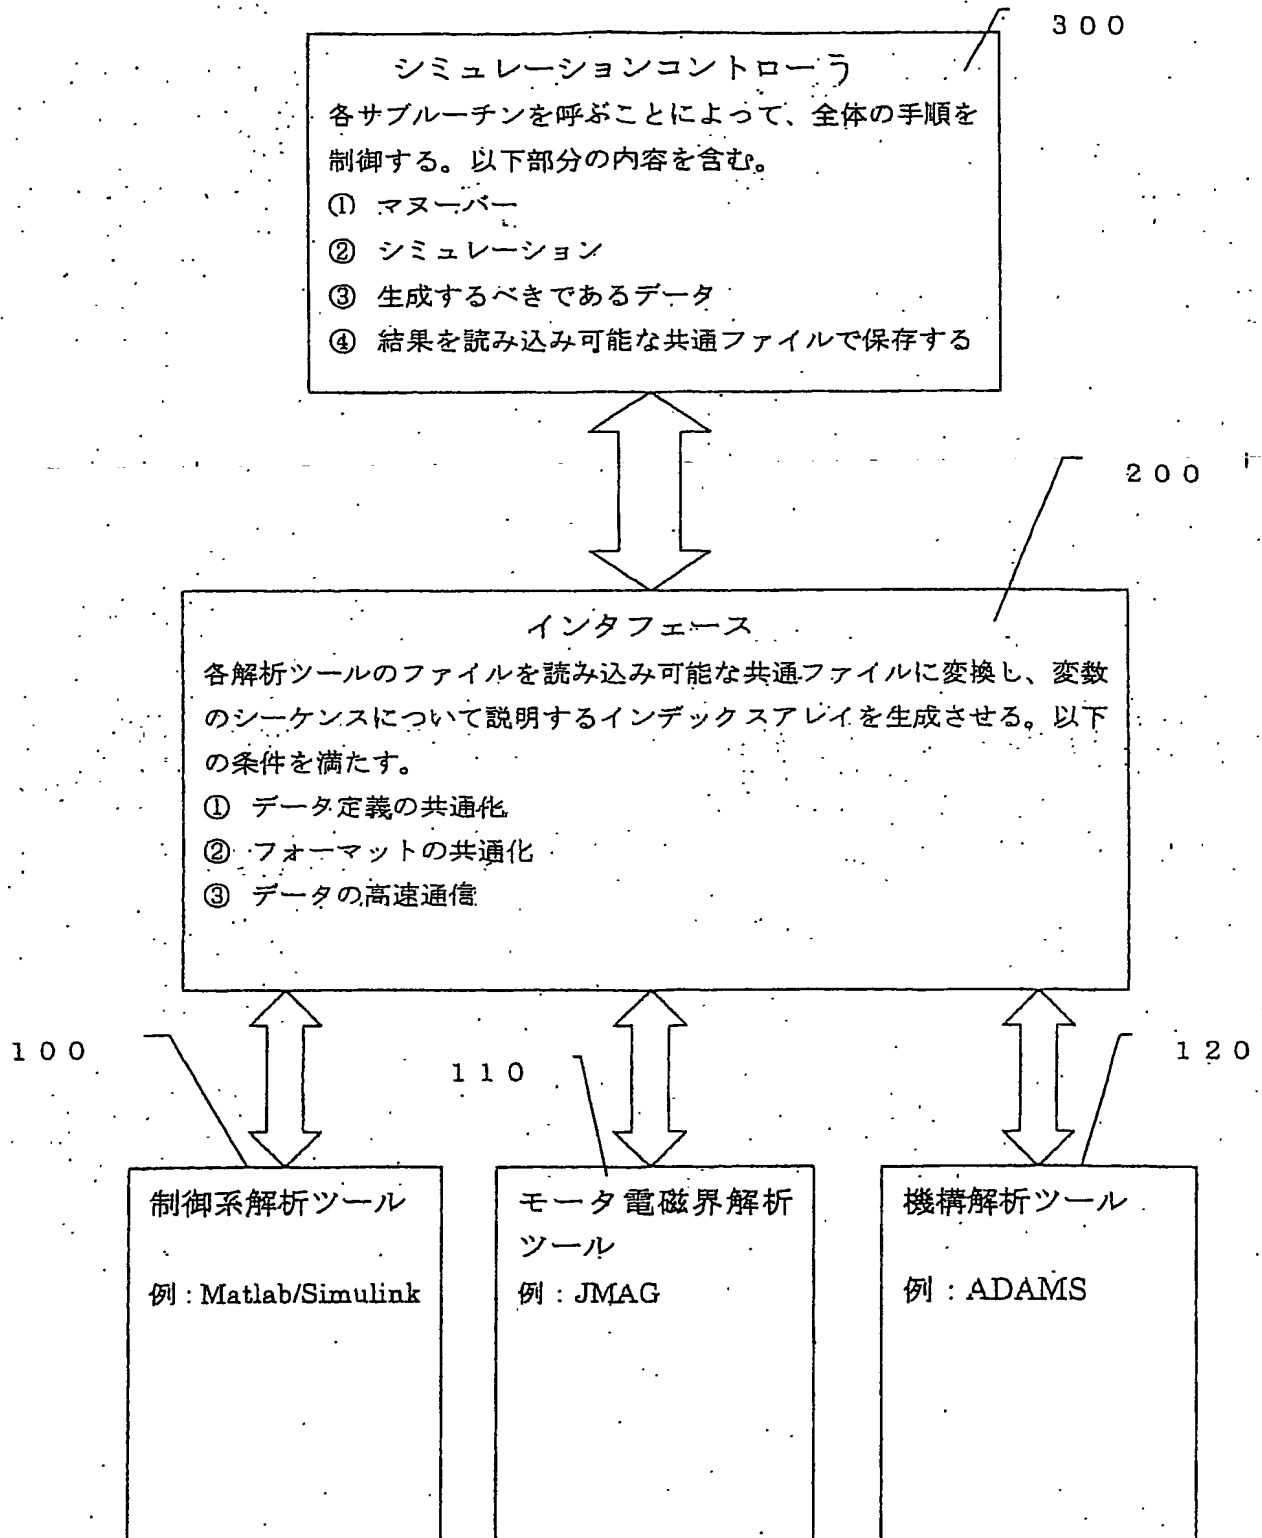 300
シミュレーションコントローラ
各サブルーチンを呼ぶことによって、全体の手順を
制御する。以下部分の内容を含む。
① マヌーバー
② シミュレーション
③ 生成するべきであるデータ
④ 結果を読み込み可能な共通ファイルで保存する
200
インタフェース
各解析ツールのファイルを読み込み可能な共通ファイルに変換し、変数
のシーケンスについて説明するインデックスアレイを生成させる。以下
の条件を満たす。
① データ定義の共通化
② フォーマットの共通化
③ データの高速通信
100
110
120
制御系解析ツール
例：Matlab/Simulink
モータ電磁界解析
ツール
例：JMAG
機構解析ツール
例：ADAMS